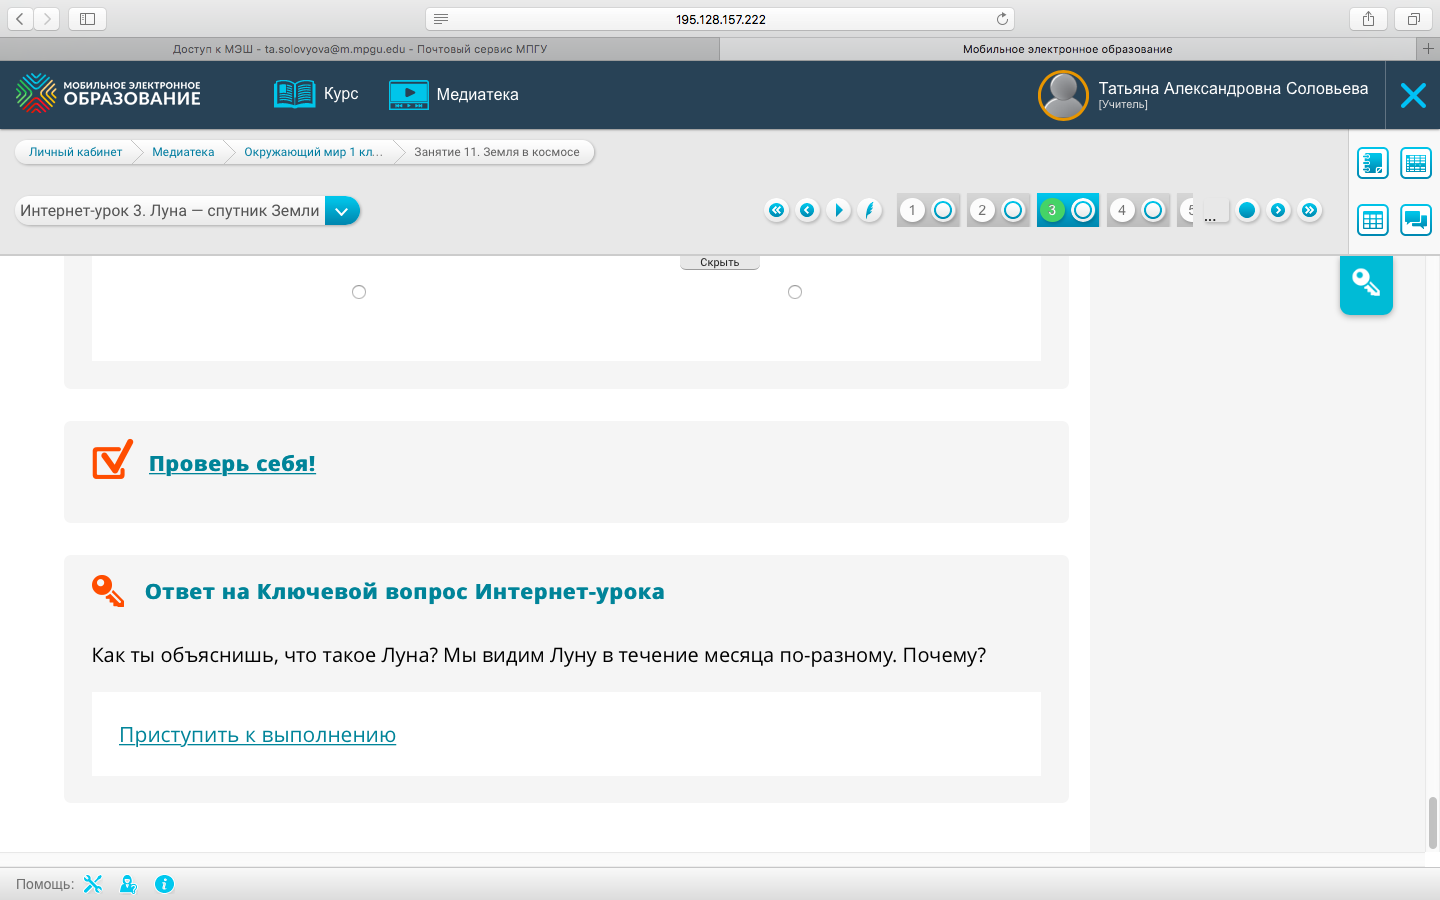 195.128.157.222
Доступ к МЭШ - ta.solovyova@m.mpgu.edu - Почтовый сервис МПГУ
Мобильное электронное образование
МОБИЛЬНОЕ ЭЛЕКТРОННОЕ
ОБРАЗОВАНИЕ
Курс
Медиатека
Татьяна Александровна Соловьева
[Учитель]
Личный кабинет
Медиатека
Окружающий мир 1 кл...
Занятие 11. Земля в космосе
Интернет-урок 3. Луна — спутник Земли
1
2
3
4
5
...
Скрыть
Проверь себя!
Ответ на Ключевой вопрос Интернет-урока
Как ты объяснишь, что такое Луна? Мы видим Луну в течение месяца по-разному. Почему?
Приступить к выполнению
Помощь: